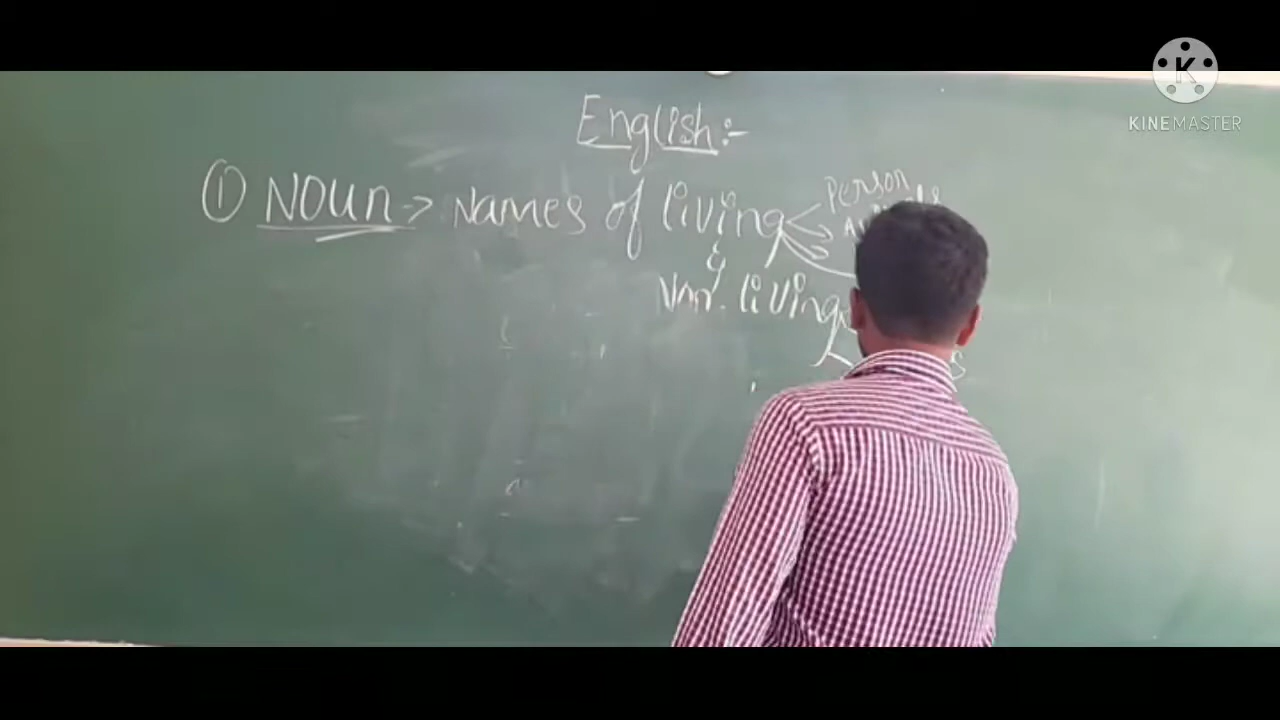 English:-
① NOUN → Names of living
Person
&
Non. living
KINEMASTER